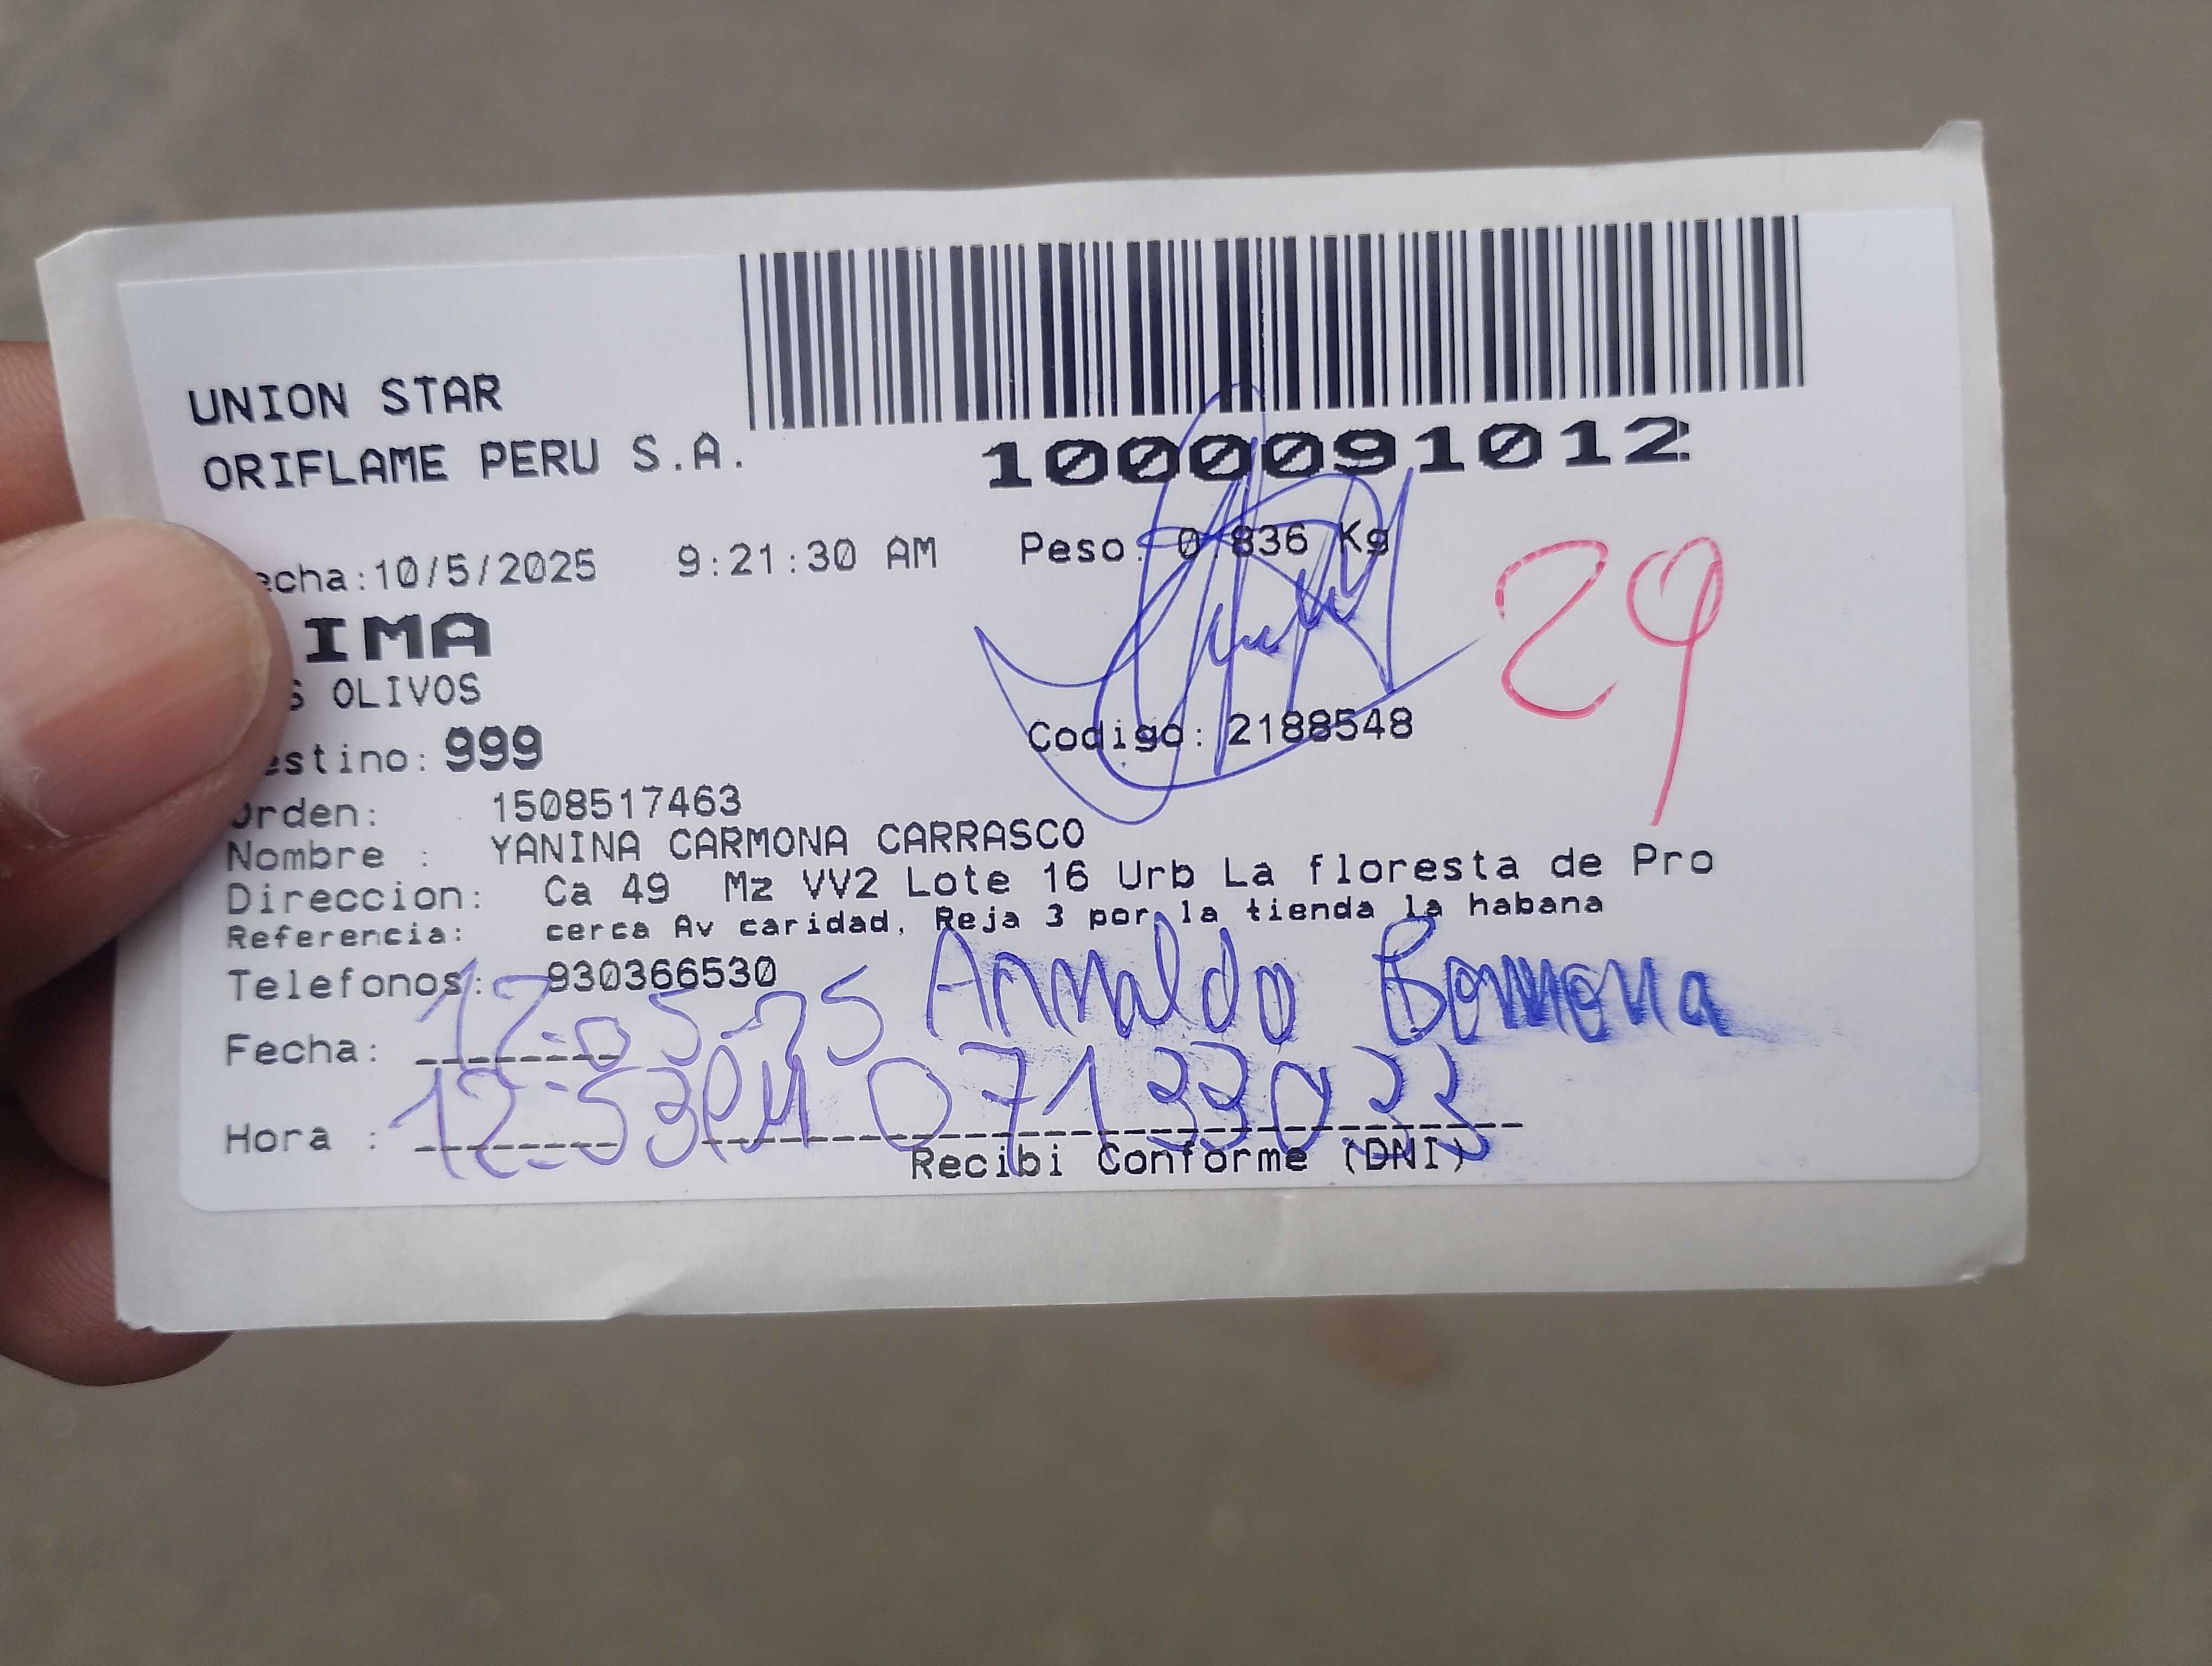 UNION STAR
ORIFLAME PERU S.A.
1000091012
echa:10/5/2025 9:21:30 AM Peso: 0.836 Kg
29
IMA
S OLIVOS
estino: 999
Codigo: 2188548
Orden: 1508517463
Nombre : YANINA CARMONA CARRASCO
Direccion: Ca 49 Mz VV2 Lote 16 Urb La floresta de Pro
Referencia: cerca Av caridad, Reja 3 por la tienda la habana
Telefonos: 930366530
Fecha: 12-05-25 Arnaldo
Hora : 12:53PM 07133033
Recibi Conforme (DNI)